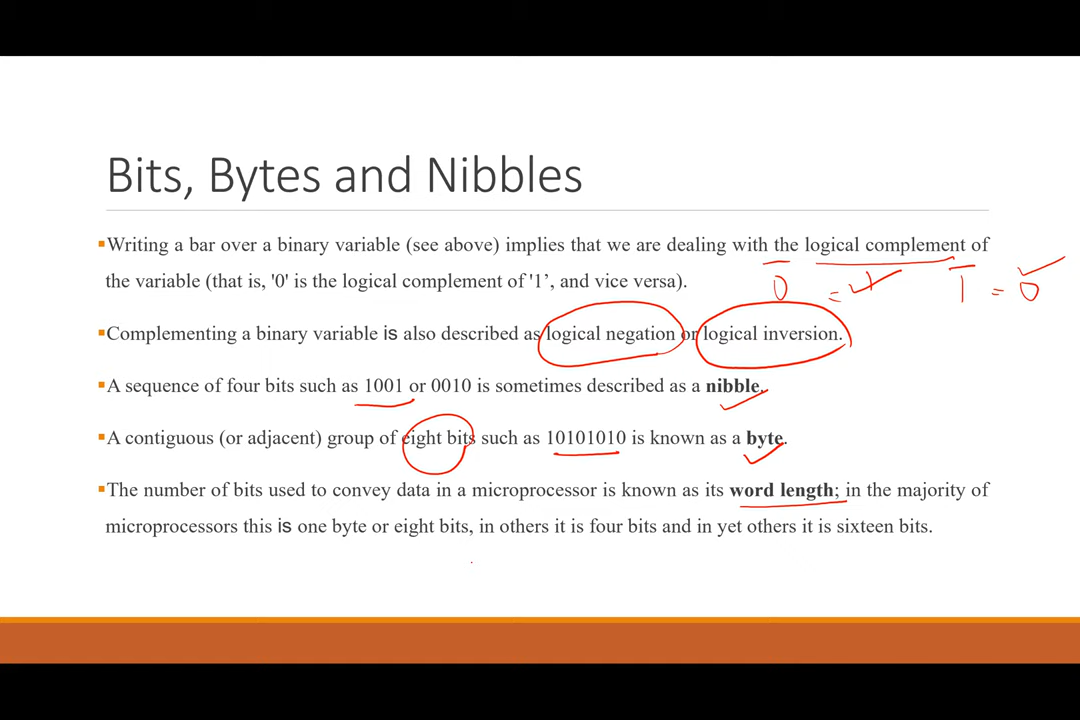 Bits, Bytes and Nibbles
▪Writing a bar over a binary variable (see above) implies that we are dealing with the logical complement of
the variable (that is, '0' is the logical complement of '1’, and vice versa).
0̅ = 1 1̅ = 0
▪Complementing a binary variable is also described as logical negation or logical inversion.
▪A sequence of four bits such as 1001 or 0010 is sometimes described as a nibble.
▪A contiguous (or adjacent) group of eight bits such as 10101010 is known as a byte.
▪The number of bits used to convey data in a microprocessor is known as its word length; in the majority of
microprocessors this is one byte or eight bits, in others it is four bits and in yet others it is sixteen bits.